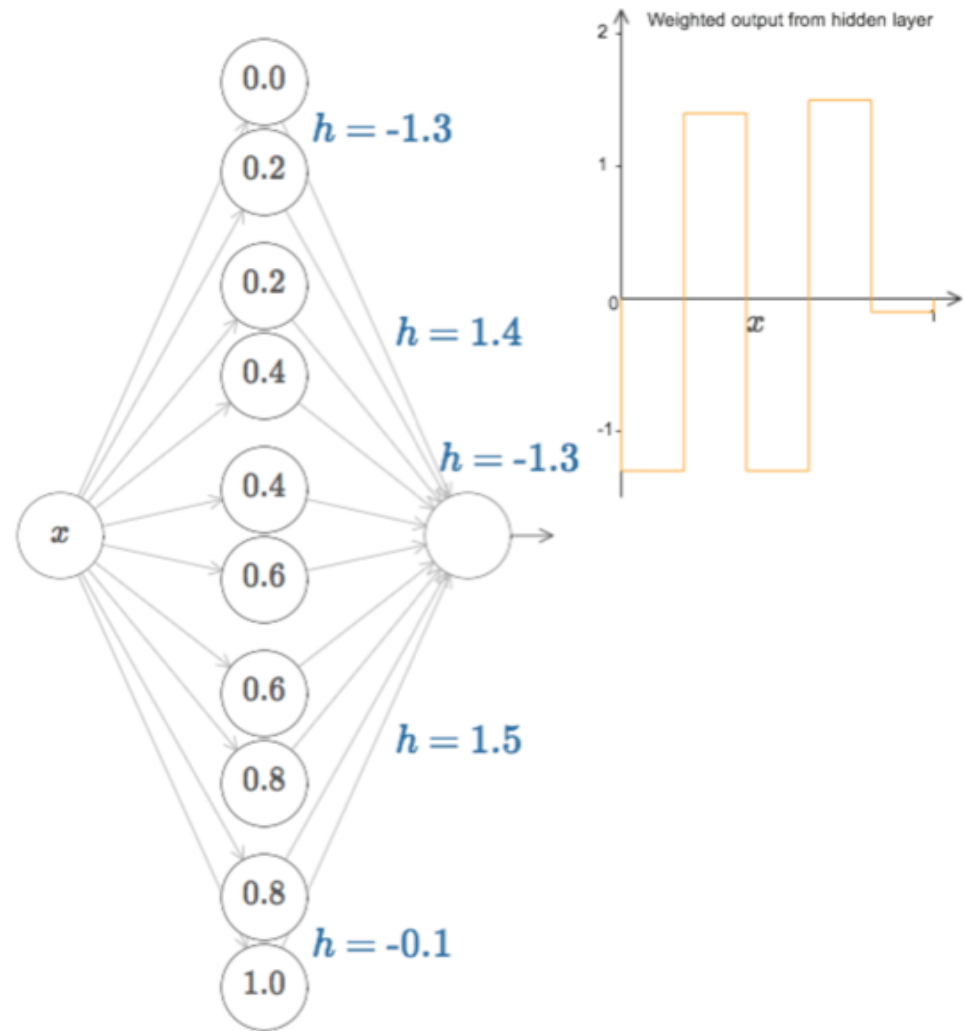 0.0
h = -1.3
0.2
0.2
h = 1.4
0.4
h = -1.3
0.4
x
0.6
0.6
h = 1.5
0.8
0.8
h = -0.1
1.0
Weighted output from hidden layer
2
1
0
x
1
-1